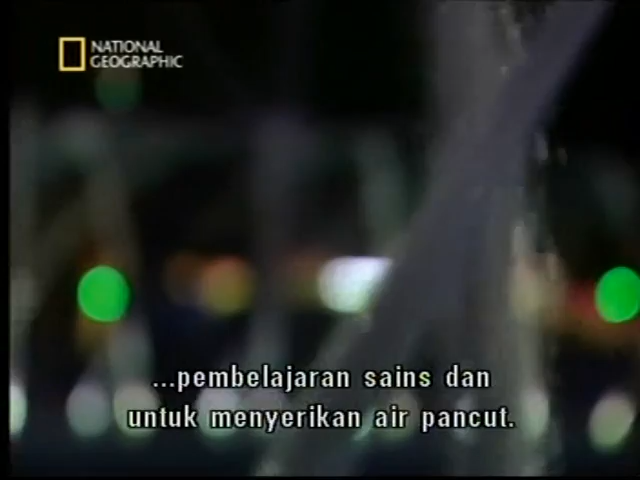 NATIONAL
GEOGRAPHIC
...pembelajaran sains dan
untuk menyerikan air pancut.